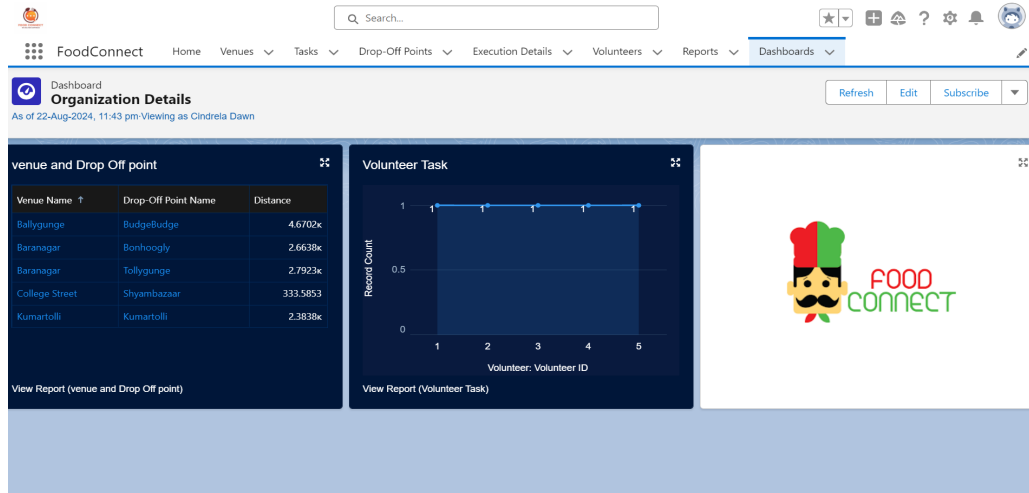 Search...
FoodConnect
Home
Venues
Tasks
Drop-Off Points
Execution Details
Volunteers
Reports
Dashboards
Dashboard
Organization Details
As of 22-Aug-2024, 11:43 pm·Viewing as Cindrela Dawn
Refresh
Edit
Subscribe
venue and Drop Off point
Venue Name ↑ Drop-Off Point Name Distance
Ballygunge BudgeBudge 4.6702к
Baranagar Bonhoogly 2.6638к
Baranagar Tollygunge 2.7923к
College Street Shyambazaar 333.5853
Kumartolli Kumartolli 2.3838к
View Report (venue and Drop Off point)
Volunteer Task
Record Count
1
0.5
0
1 1 1 1 1
1 2 3 4 5
Volunteer: Volunteer ID
View Report (Volunteer Task)
FOOD
CONNECT